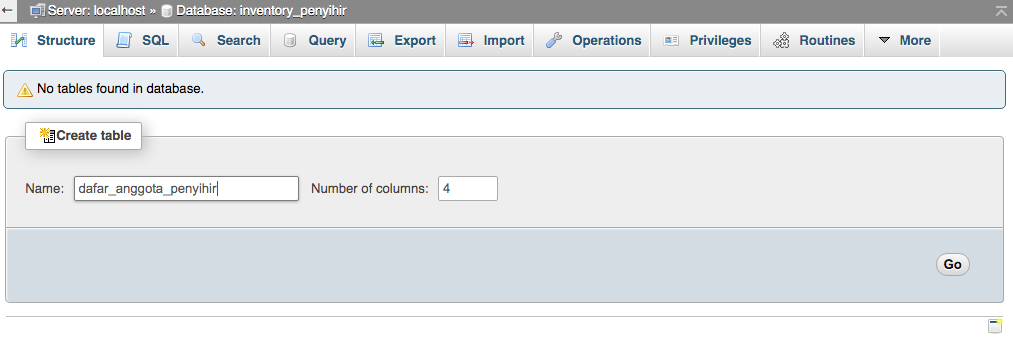 Server: localhost » Database: inventory_penyihir
Structure SQL Search Query Export Import Operations Privileges Routines More
No tables found in database.
Create table
Name: dafar_anggota_penyihir Number of columns: 4
Go